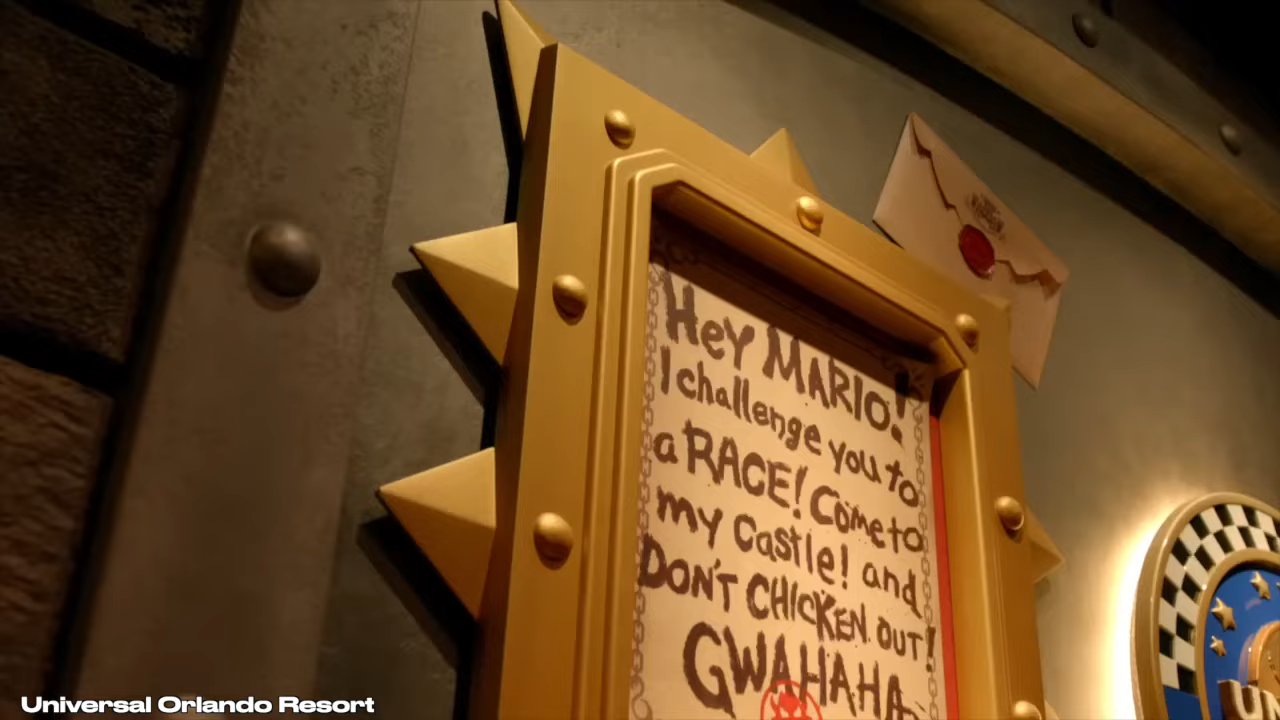 Hey MARIO!
I challenge you to
a RACE! Come to
my Castle! and
DON'T CHICKEN OUT!
GWAHAHA
Universal Orlando Resort